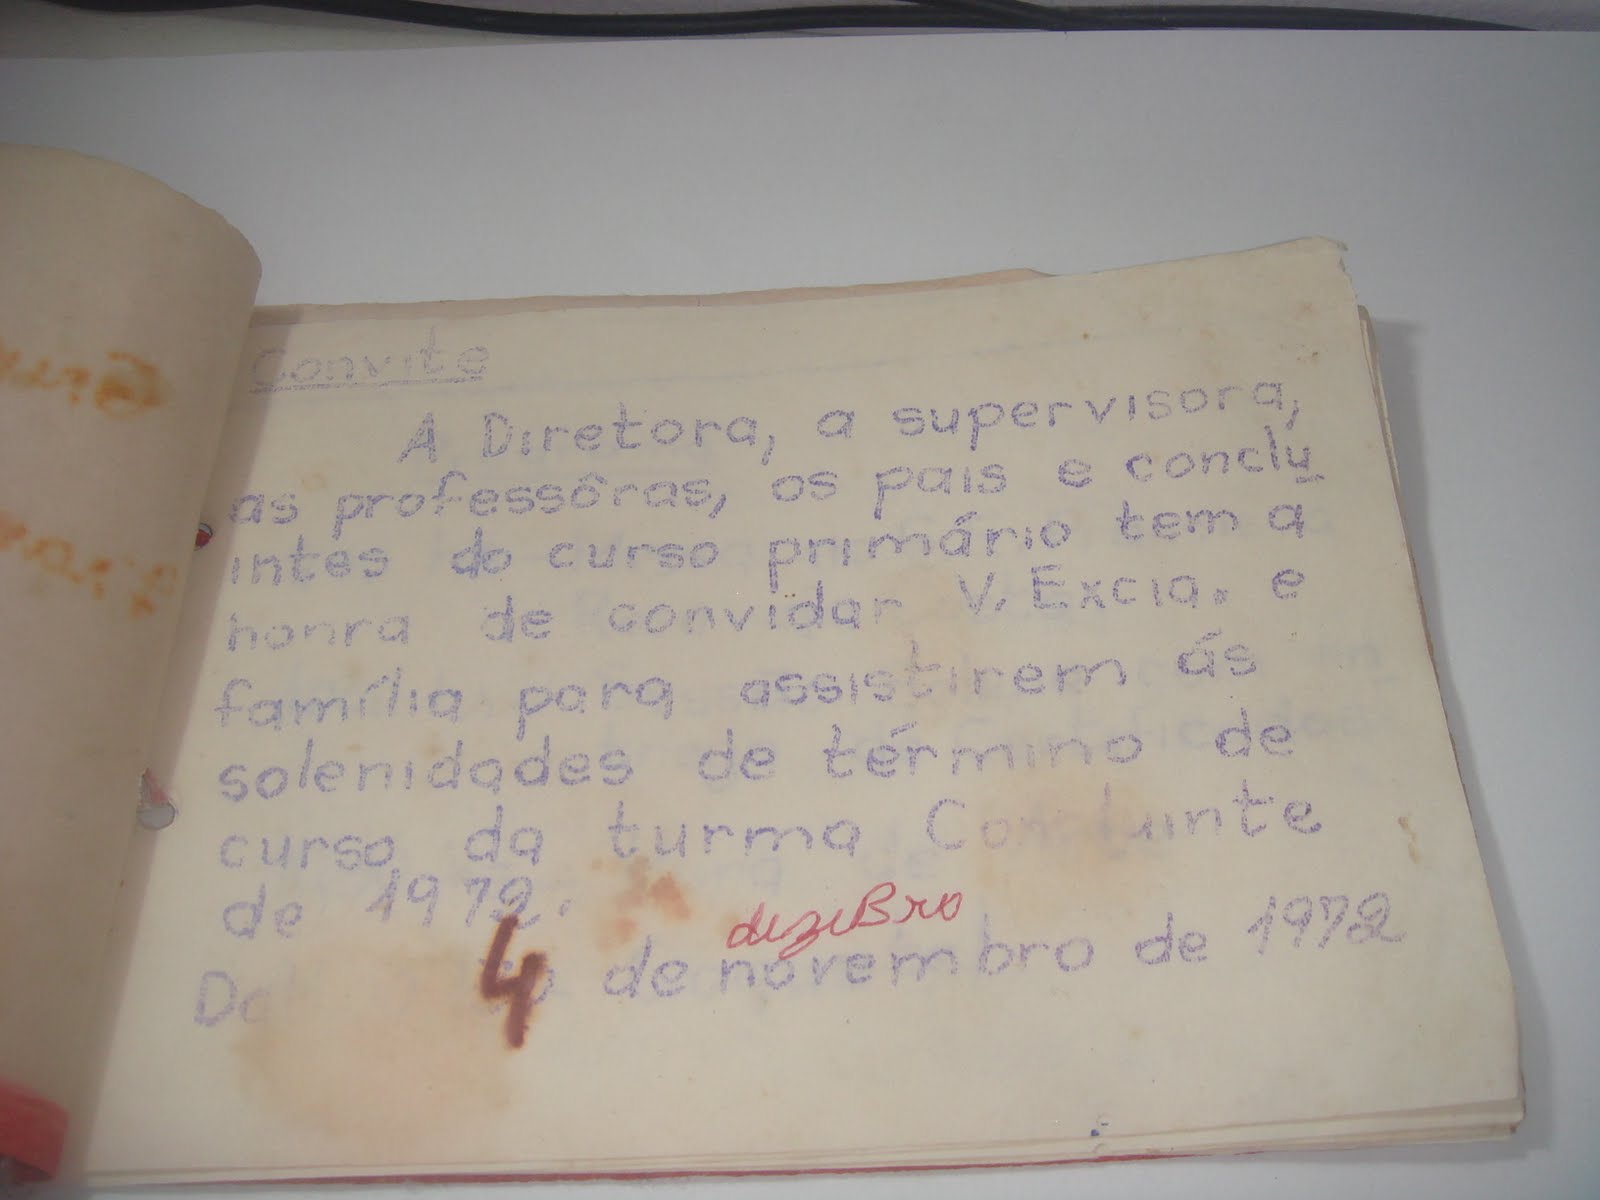 Convite
A Diretora, a supervisora,
as professôras, os pais e conclu
intes do curso primário tem a
honra de convidar V. Excia. e
família para assistirem ás
solenidades de término de
curso da turma Concluinte
de 1972.
dezeBro
4 de novembro de 1972